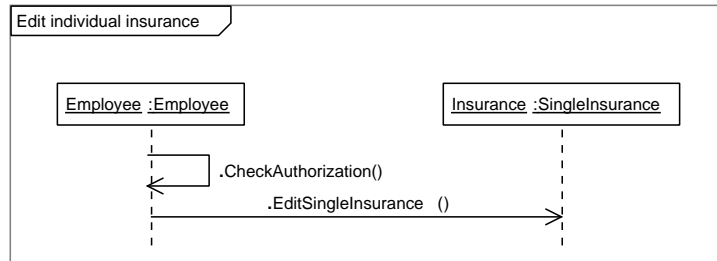 Edit individual insurance
Employee :Employee
Insurance :SingleInsurance
.CheckAuthorization()
.EditSingleInsurance ()